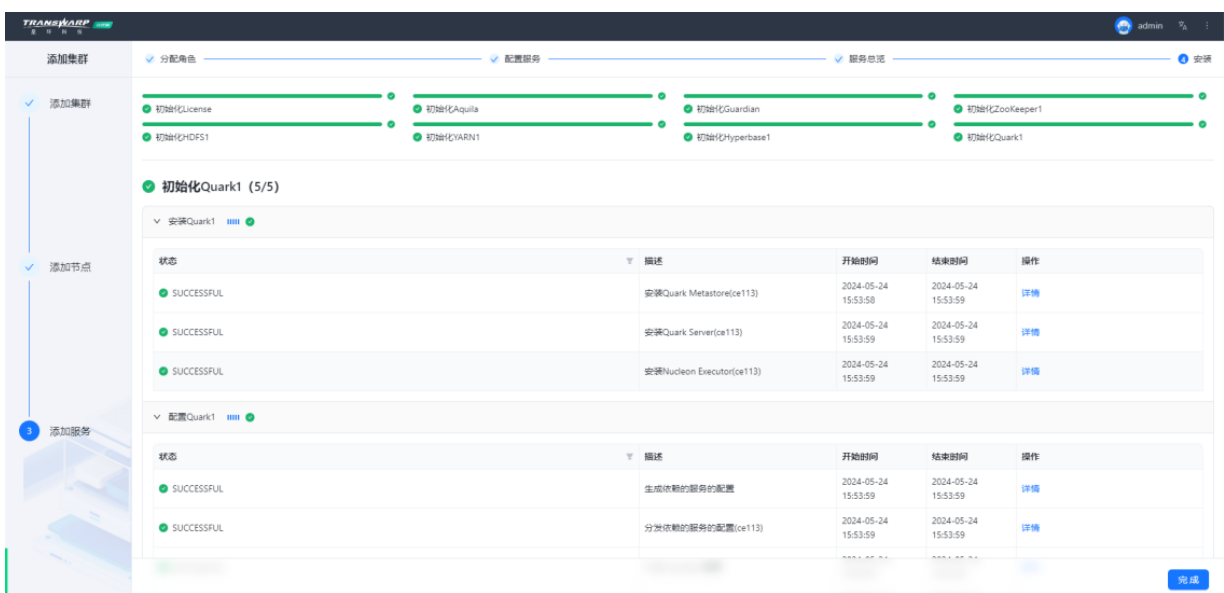 TRANSWARP
星环科技
admin
添加集群
分配角色
配置服务
服务总览
4 安装
添加集群
添加节点
3 添加服务
初始化License
初始化Aquila
初始化Guardian
初始化ZooKeeper1
初始化HDFS1
初始化YARN1
初始化Hyperbase1
初始化Quark1
初始化Quark1 (5/5)
安装Quark1
状态 描述 开始时间 结束时间 操作
SUCCESSFUL 安装Quark Metastore(ce113) 2024-05-24 15:53:58 2024-05-24 15:53:59 详情
SUCCESSFUL 安装Quark Server(ce113) 2024-05-24 15:53:59 2024-05-24 15:53:59 详情
SUCCESSFUL 安装Nucleon Executor(ce113) 2024-05-24 15:53:59 2024-05-24 15:53:59 详情
配置Quark1
状态 描述 开始时间 结束时间 操作
SUCCESSFUL 生成依赖的服务的配置 2024-05-24 15:53:59 2024-05-24 15:53:59 详情
SUCCESSFUL 分发依赖的服务的配置(ce113) 2024-05-24 15:53:59 2024-05-24 15:53:59 详情
完成